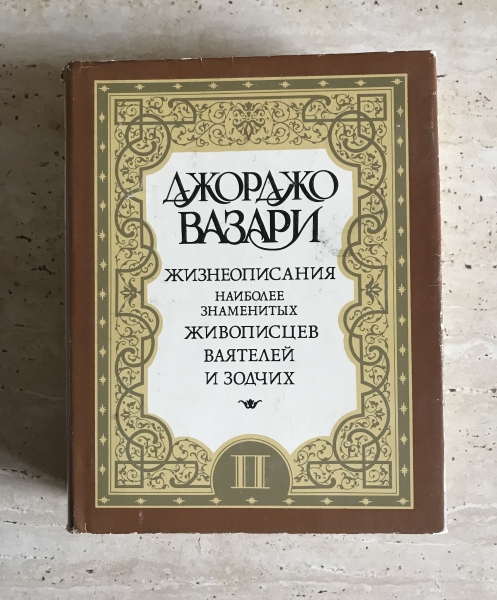 ДЖОРДЖО
ВАЗАРИ
ЖИЗНЕОПИСАНИЯ
НАИБОЛЕЕ
ЗНАМЕНИТЫХ
ЖИВОПИСЦЕВ
ВАЯТЕЛЕЙ
И ЗОДЧИХ
II